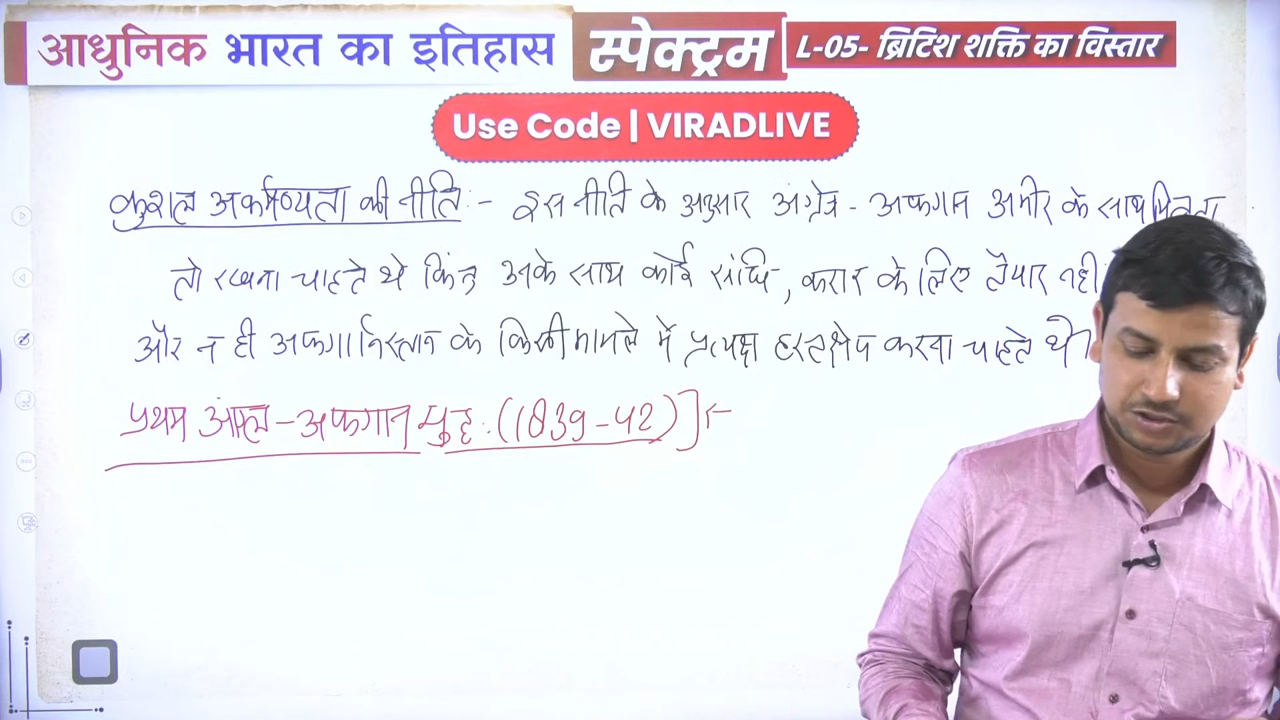 आधुनिक भारत का इतिहास स्पेक्ट्रम L-05- ब्रिटिश शक्ति का विस्तार
Use Code | VIRADLIVE
कुशल अकर्मण्यता की नीति :- इस नीति के अनुसार अंग्रेज - अफगान अमीर के साथ मित्रता
तो रखना चाहते थे किंतु उनके साथ कोई संधि, करार के लिए तैयार नहीं
और न ही अफगानिस्तान के किसी मामले में प्रत्यक्ष हस्तक्षेप करना चाहते थे।
प्रथम आंग्ल - अफगान युद्ध :(1839-42)]